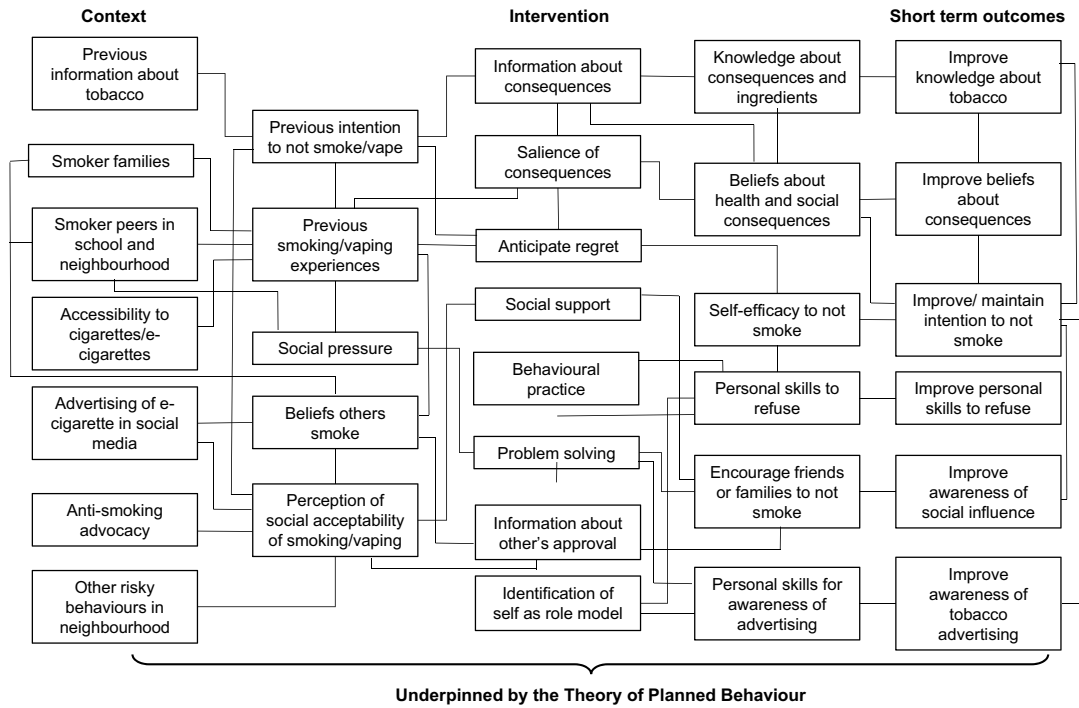 Context
Intervention
Short term outcomes
Previous
information about
tobacco
Smoker families
Smoker peers in
school and
neighbourhood
Accessibility to
cigarettes/e-
cigarettes
Advertising of e-
cigarette in social
media
Anti-smoking
advocacy
Other risky
behaviours in
neighbourhood
Previous intention
to not smoke/vape
Previous
smoking/vaping
experiences
Social pressure
Beliefs others
smoke
Perception of
social acceptability
of smoking/vaping
Information about
consequences
Salience of
consequences
Anticipate regret
Social support
Behavioural
practice
Problem solving
Information about
other's approval
Identification of
self as role model
Knowledge about
consequences and
ingredients
Beliefs about
health and social
consequences
Self-efficacy to not
smoke
Personal skills to
refuse
Encourage friends
or families to not
smoke
Personal skills for
awareness of
advertising
Improve
knowledge about
tobacco
Improve beliefs
about
consequences
Improve/ maintain
intention to not
smoke
Improve personal
skills to refuse
Improve
awareness of
social influence
Improve
awareness of
tobacco
advertising
Underpinned by the Theory of Planned Behaviour